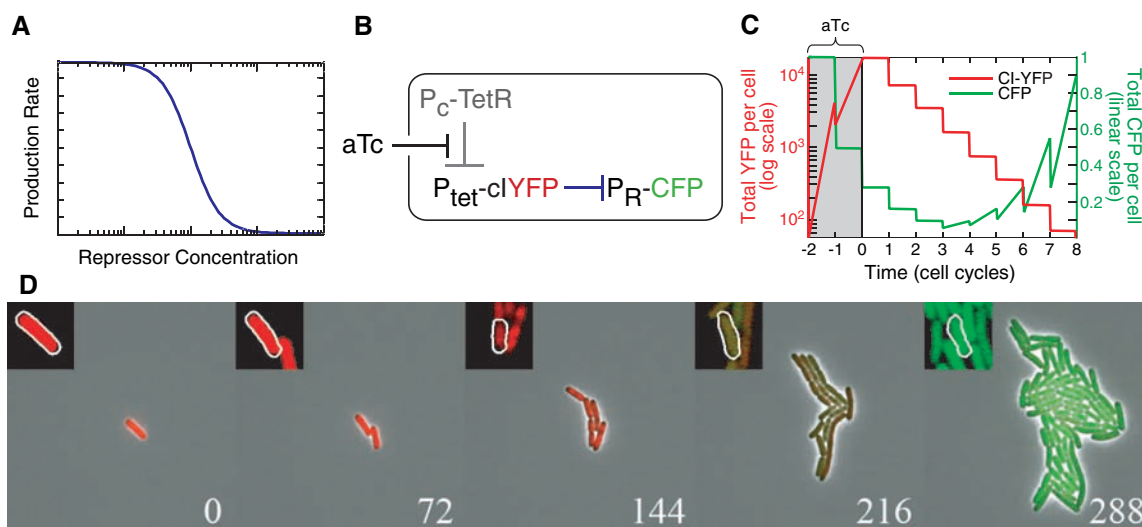 A
Production Rate
Repressor Concentration
B
Pc-TetR
aTc
Ptet-cIYFP
PR-CFP
C
aTc
Total YFP per cell
(log scale)
10^4
10^3
10^2
CI-YFP
CFP
1
0.8
0.6
0.4
0.2
Total CFP per cell
(linear scale)
-2 -1 0 1 2 3 4 5 6 7 8
Time (cell cycles)
D
0 72 144 216 288